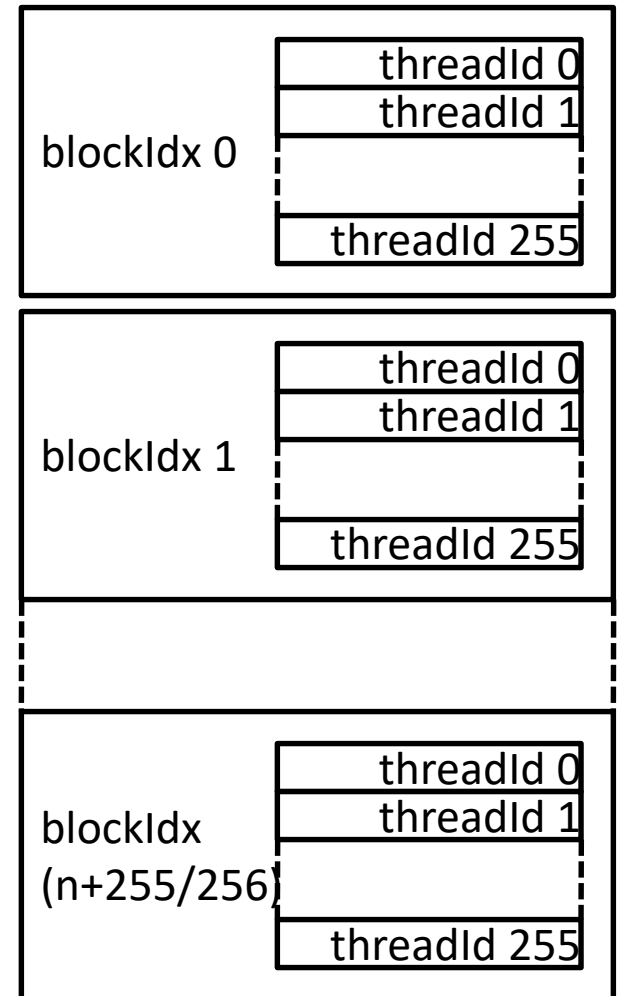 threadId 0
threadId 1
blockIdx 0
threadId 255
threadId 0
threadId 1
blockIdx 1
threadId 255
threadId 0
threadId 1
blockIdx
(n+255/256)
threadId 255